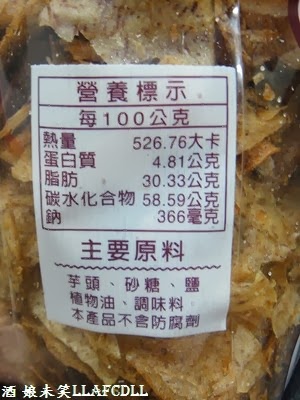 營養標示
每100公克
熱量 526.76大卡
蛋白質 4.81公克
脂肪 30.33公克
碳水化合物 58.59公克
鈉 366毫克
主要原料
芋頭、砂糖、鹽
植物油、調味料
本產品不含防腐劑
酒娘未笑LLAFCDLL